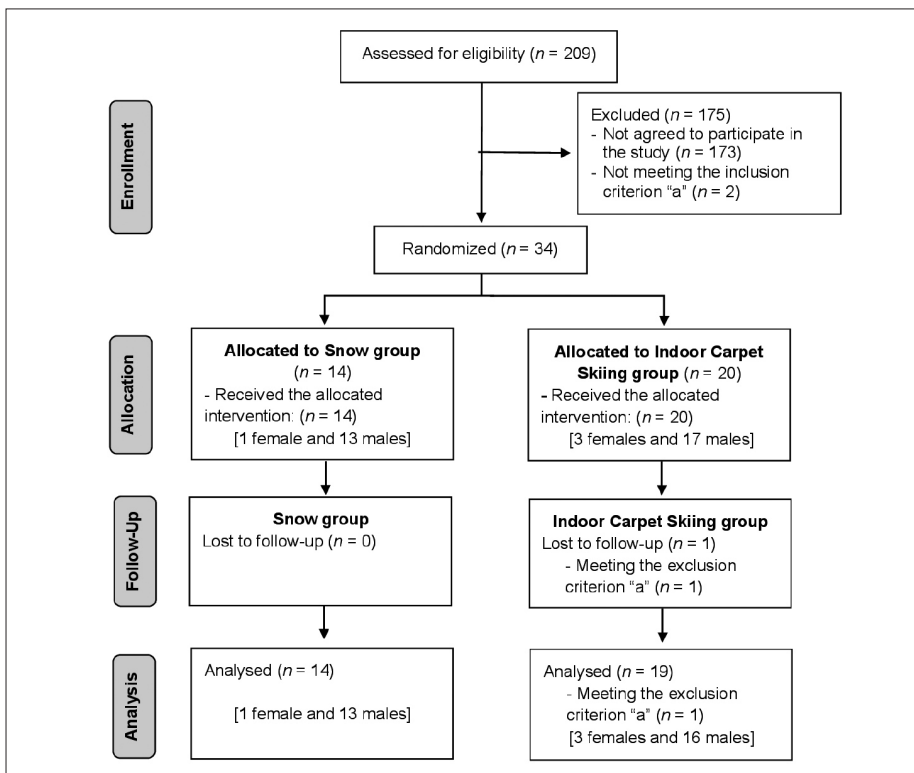 Assessed for eligibility (n = 209)
Enrollment
Excluded (n = 175)
- Not agreed to participate in
the study (n = 173)
- Not meeting the inclusion
criterion “a” (n = 2)
Randomized (n = 34)
Allocation
Allocated to Snow group
(n = 14)
- Received the allocated
intervention: (n = 14)
[1 female and 13 males]
Allocated to Indoor Carpet
Skiing group (n = 20)
- Received the allocated
intervention: (n = 20)
[3 females and 17 males]
Follow-Up
Snow group
Lost to follow-up (n = 0)
Indoor Carpet Skiing group
Lost to follow-up (n = 1)
- Meeting the exclusion
criterion “a” (n = 1)
Analysis
Analysed (n = 14)
[1 female and 13 males]
Analysed (n = 19)
- Meeting the exclusion
criterion “a” (n = 1)
[3 females and 16 males]